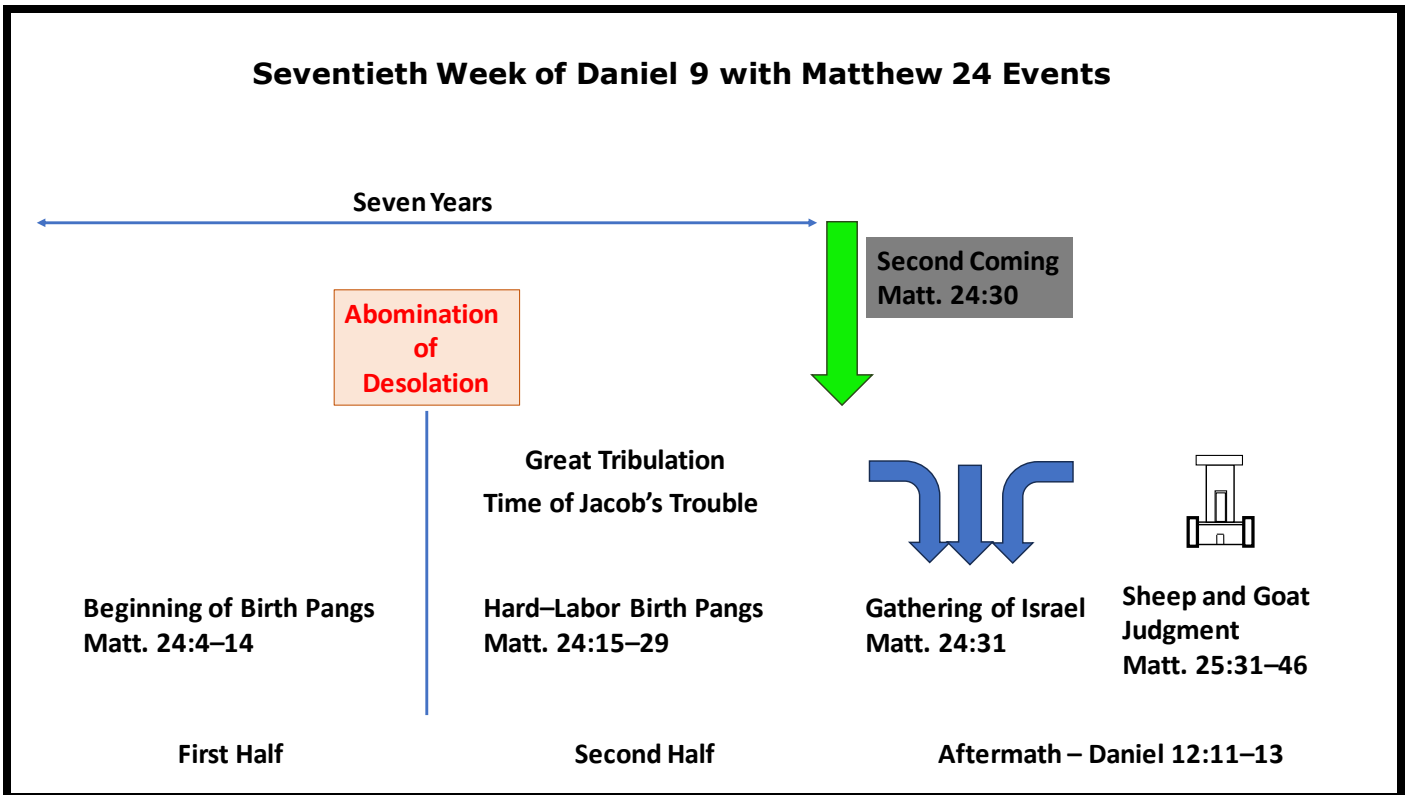 Seventieth Week of Daniel 9 with Matthew 24 Events
Seven Years
Second Coming
Matt. 24:30
Abomination
of
Desolation
Great Tribulation
Time of Jacob’s Trouble
Beginning of Birth Pangs
Matt. 24:4–14
Hard–Labor Birth Pangs
Matt. 24:15–29
Gathering of Israel
Matt. 24:31
Sheep and Goat
Judgment
Matt. 25:31–46
First Half
Second Half
Aftermath – Daniel 12:11–13